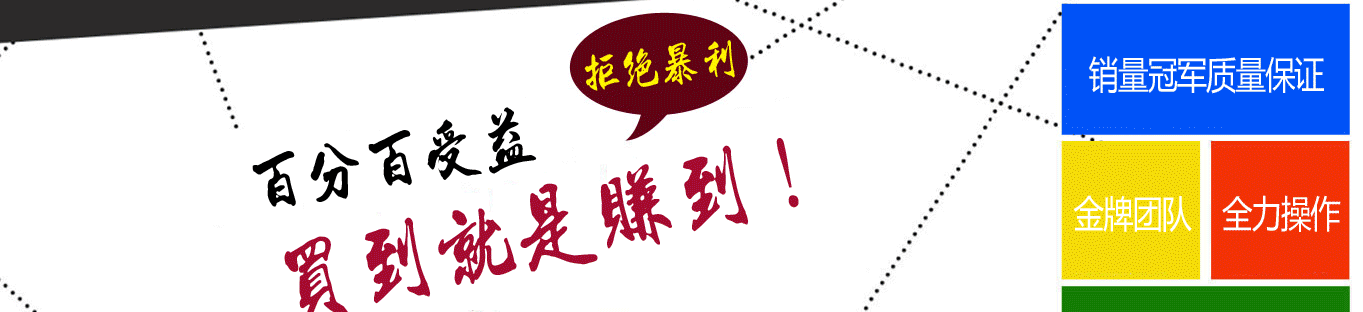 拒绝暴利
百分百受益
買到就是賺到！
销量冠军质量保证
金牌团队
全力操作